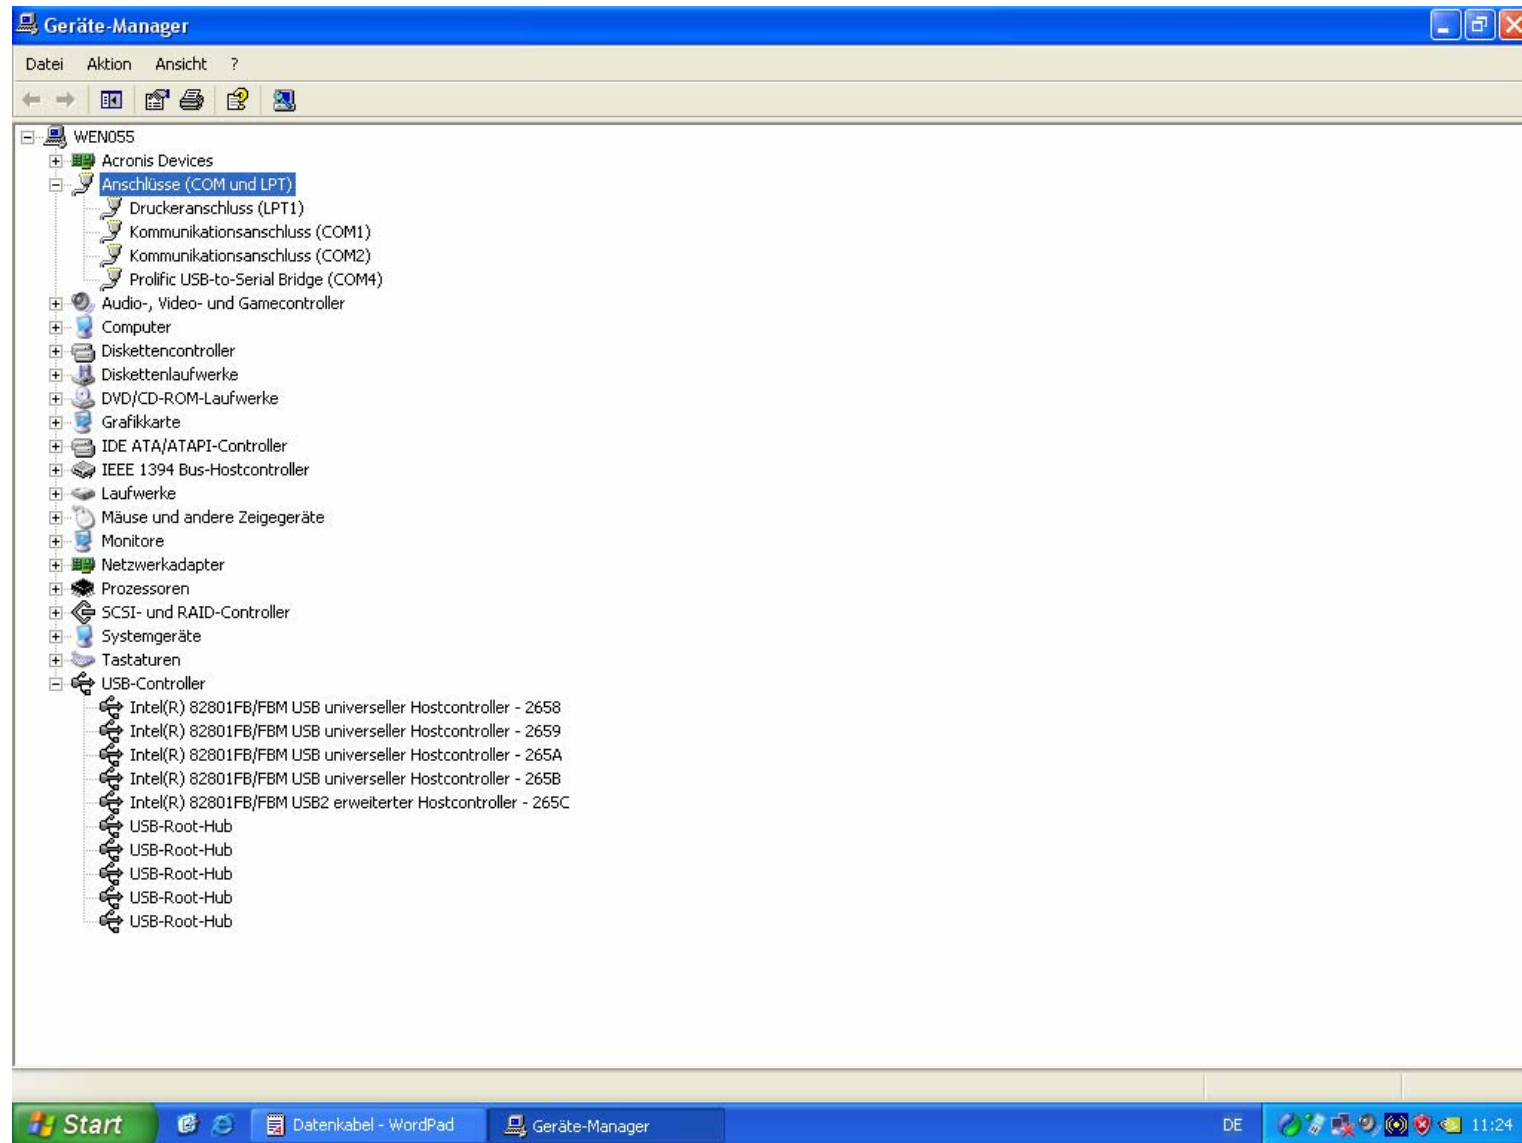 Geräte-Manager
Datei Aktion Ansicht ?
WEN055
Acronis Devices
Anschlüsse (COM und LPT)
Druckeranschluss (LPT1)
Kommunikationsanschluss (COM1)
Kommunikationsanschluss (COM2)
Prolific USB-to-Serial Bridge (COM4)
Audio-, Video- und Gamecontroller
Computer
Diskettencontroller
Diskettenlaufwerke
DVD/CD-ROM-Laufwerke
Grafikkarte
IDE ATA/ATAPI-Controller
IEEE 1394 Bus-Hostcontroller
Laufwerke
Mäuse und andere Zeigegeräte
Monitore
Netzwerkadapter
Prozessoren
SCSI- und RAID-Controller
Systemgeräte
Tastaturen
USB-Controller
Intel(R) 82801FB/FBM USB universeller Hostcontroller - 2658
Intel(R) 82801FB/FBM USB universeller Hostcontroller - 2659
Intel(R) 82801FB/FBM USB universeller Hostcontroller - 265A
Intel(R) 82801FB/FBM USB universeller Hostcontroller - 265B
Intel(R) 82801FB/FBM USB2 erweiterter Hostcontroller - 265C
USB-Root-Hub
USB-Root-Hub
USB-Root-Hub
USB-Root-Hub
USB-Root-Hub
Start Datenkabel - WordPad Geräte-Manager DE 11:24